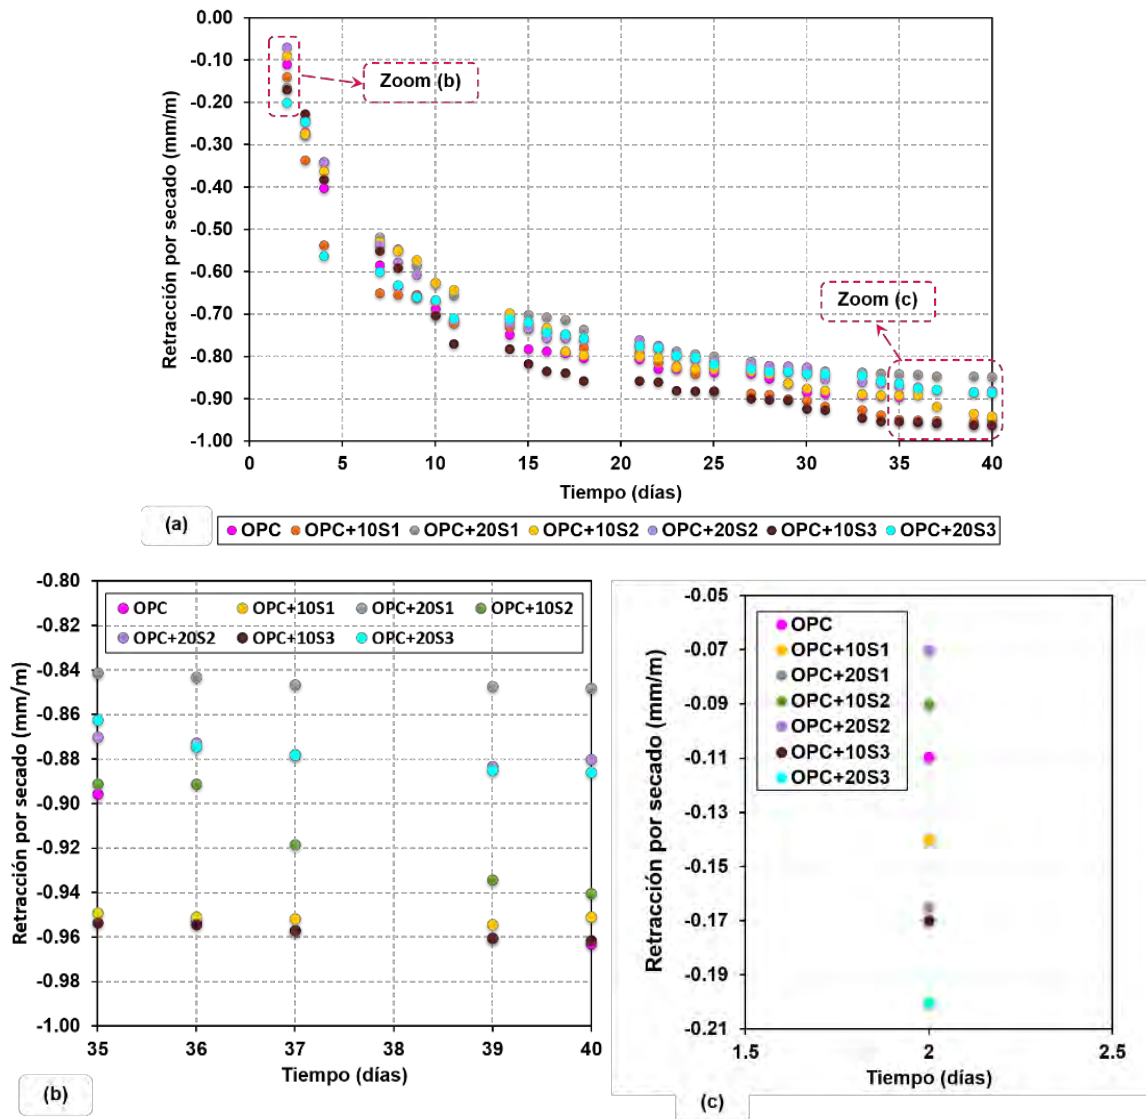 0.00
-0.10
-0.20
-0.30
-0.40
-0.50
-0.60
-0.70
-0.80
-0.90
-1.00
Retracción por secado (mm/m)
Zoom (b)
Zoom (c)
0 5 10 15 20 25 30 35 40
Tiempo (días)
(a)
OPC OPC+10S1 OPC+20S1 OPC+10S2 OPC+20S2 OPC+10S3 OPC+20S3
-0.80
-0.82
-0.84
-0.86
-0.88
-0.90
-0.92
-0.94
-0.96
-0.98
-1.00
Retracción por secado (mm/m)
OPC OPC+10S1 OPC+20S1 OPC+10S2
OPC+20S2 OPC+10S3 OPC+20S3
35 36 37 38 39 40
Tiempo (días)
(b)
-0.05
-0.07
-0.09
-0.11
-0.13
-0.15
-0.17
-0.19
-0.21
Retracción por secado (mm/m)
OPC
OPC+10S1
OPC+20S1
OPC+10S2
OPC+20S2
OPC+10S3
OPC+20S3
1.5 2 2.5
Tiempo (días)
(c)